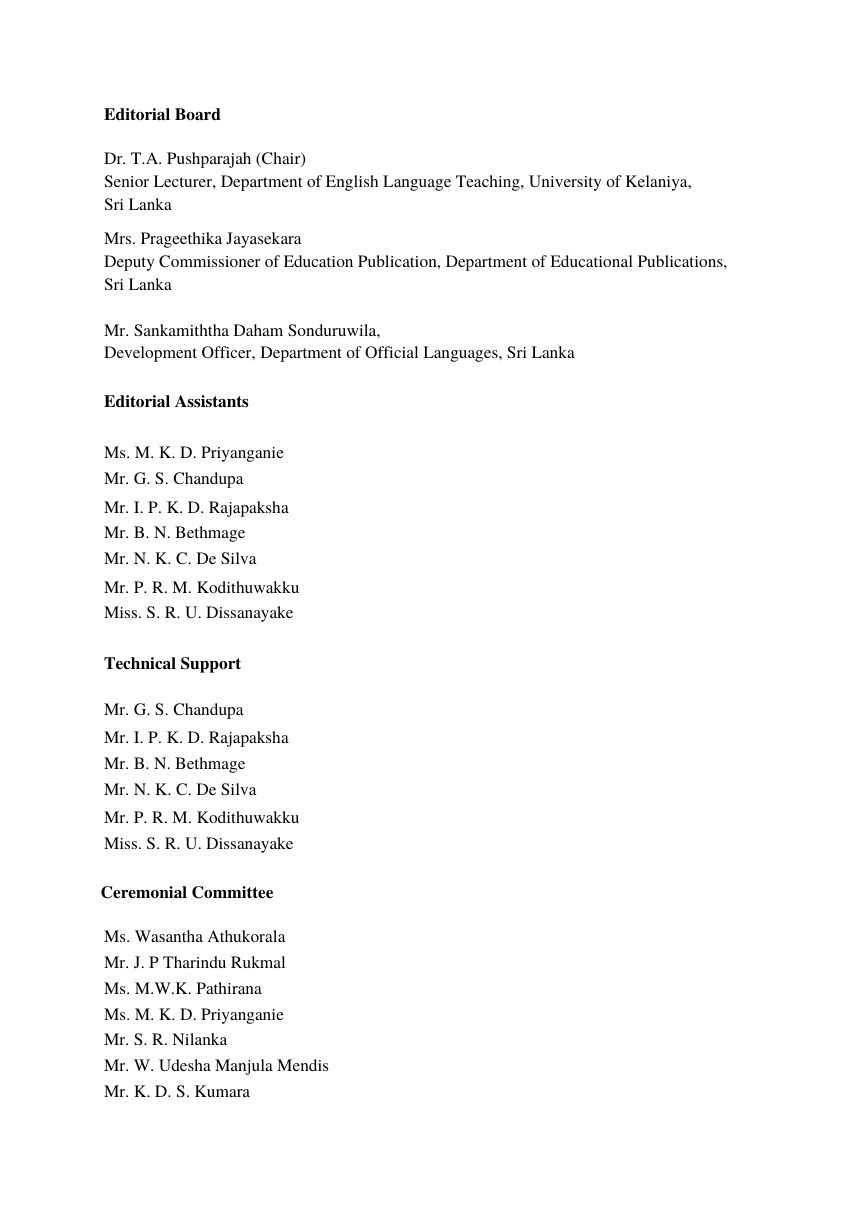 Editorial Board
Dr. T.A. Pushparajah (Chair)
Senior Lecturer, Department of English Language Teaching, University of Kelaniya,
Sri Lanka
Mrs. Prageethika Jayasekara
Deputy Commissioner of Education Publication, Department of Educational Publications,
Sri Lanka
Mr. Sankamiththa Daham Sonduruwila,
Development Officer, Department of Official Languages, Sri Lanka
Editorial Assistants
Ms. M. K. D. Priyanganie
Mr. G. S. Chandupa
Mr. I. P. K. D. Rajapaksha
Mr. B. N. Bethmage
Mr. N. K. C. De Silva
Mr. P. R. M. Kodithuwakku
Miss. S. R. U. Dissanayake
Technical Support
Mr. G. S. Chandupa
Mr. I. P. K. D. Rajapaksha
Mr. B. N. Bethmage
Mr. N. K. C. De Silva
Mr. P. R. M. Kodithuwakku
Miss. S. R. U. Dissanayake
Ceremonial Committee
Ms. Wasantha Athukorala
Mr. J. P Tharindu Rukmal
Ms. M.W.K. Pathirana
Ms. M. K. D. Priyanganie
Mr. S. R. Nilanka
Mr. W. Udesha Manjula Mendis
Mr. K. D. S. Kumara